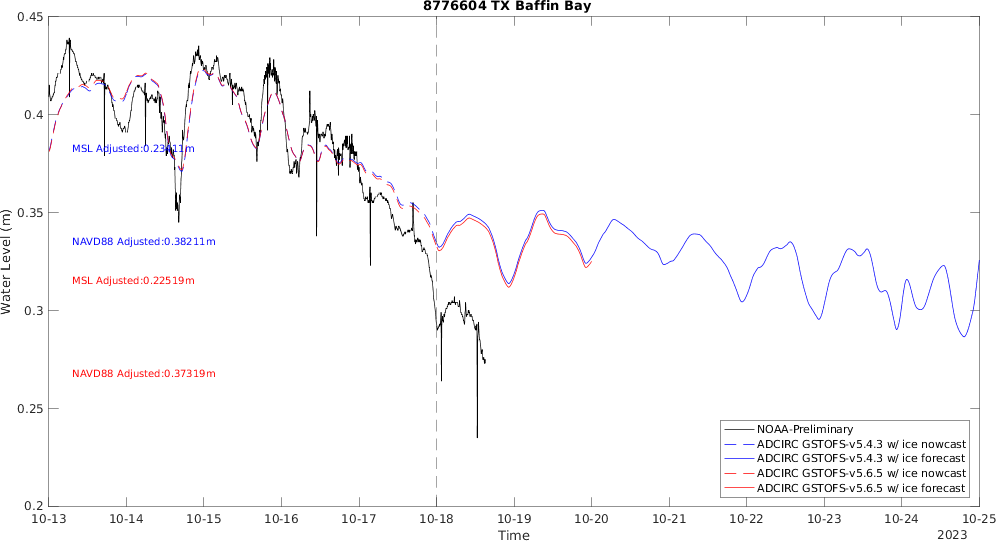 8776604 TX Baffin Bay
Water Level (m)
0.45
0.4
0.35
0.3
0.25
0.2
MSL Adjusted:0.23411m
NAVD88 Adjusted:0.38211m
MSL Adjusted:0.22519m
NAVD88 Adjusted:0.37319m
NOAA-Preliminary
ADCIRC GSTOFS-v5.4.3 w/ ice nowcast
ADCIRC GSTOFS-v5.4.3 w/ ice forecast
ADCIRC GSTOFS-v5.6.5 w/ ice nowcast
ADCIRC GSTOFS-v5.6.5 w/ ice forecast
10-13 10-14 10-15 10-16 10-17 10-18 10-19 10-20 10-21 10-22 10-23 10-24 10-25
Time
2023